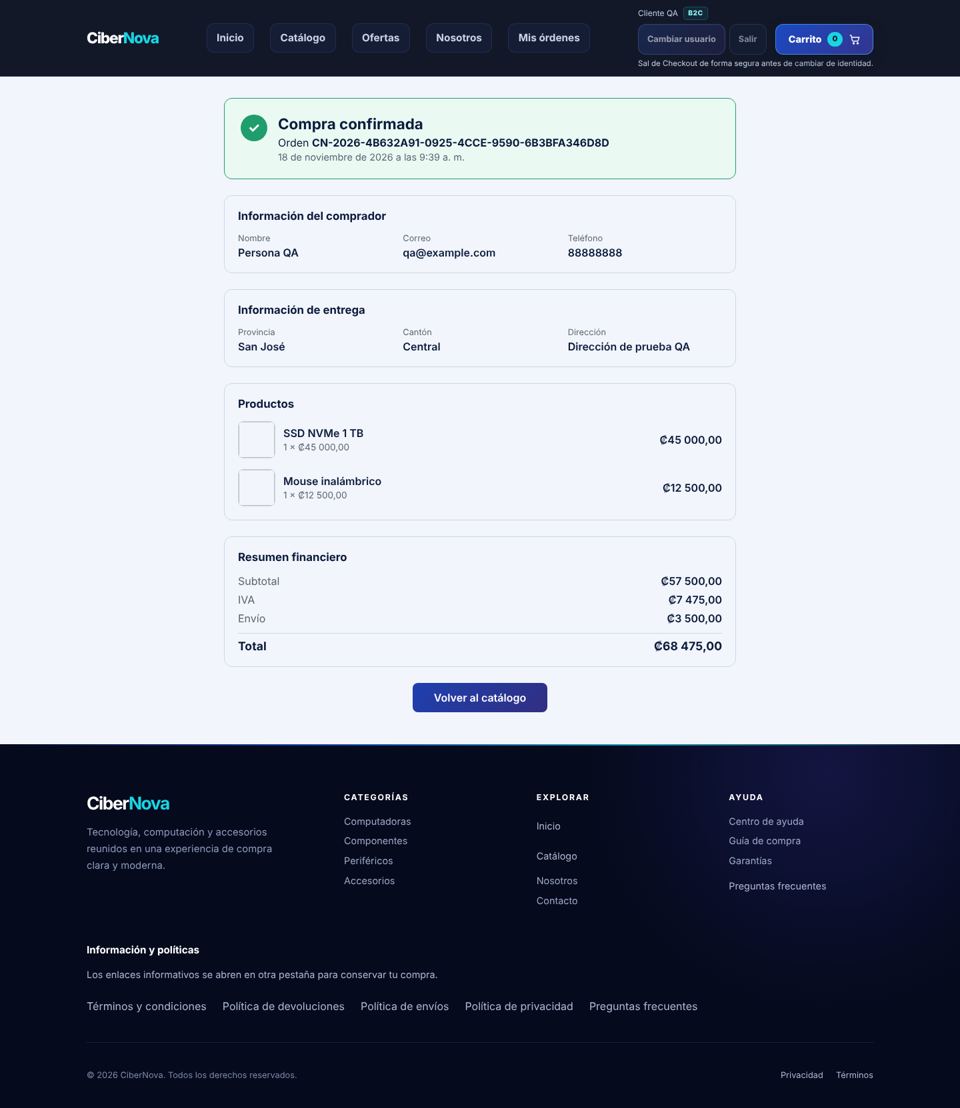 Cliente QA B2C
CiberNova
Inicio
Catálogo
Ofertas
Nosotros
Mis órdenes
Cambiar usuario
Salir
Carrito 0
Sal de Checkout de forma segura antes de cambiar de identidad.
Compra confirmada
Orden CN-2026-4B632A91-0925-4CCE-9590-6B3BFA346D8D
18 de noviembre de 2026 a las 9:39 a. m.
Información del comprador
Nombre
Persona QA
Correo
qa@example.com
Teléfono
88888888
Información de entrega
Provincia
San José
Cantón
Central
Dirección
Dirección de prueba QA
Productos
SSD NVMe 1 TB
1 × ₡45 000,00
₡45 000,00
Mouse inalámbrico
1 × ₡12 500,00
₡12 500,00
Resumen financiero
Subtotal ₡57 500,00
IVA ₡7 475,00
Envío ₡3 500,00
Total ₡68 475,00
Volver al catálogo
CiberNova
Tecnología, computación y accesorios
reunidos en una experiencia de compra
clara y moderna.
CATEGORÍAS
Computadoras
Componentes
Periféricos
Accesorios
EXPLORAR
Inicio
Catálogo
Nosotros
Contacto
AYUDA
Centro de ayuda
Guía de compra
Garantías
Preguntas frecuentes
Información y políticas
Los enlaces informativos se abren en otra pestaña para conservar tu compra.
Términos y condiciones Política de devoluciones Política de envíos Política de privacidad Preguntas frecuentes
© 2026 CiberNova. Todos los derechos reservados.
Privacidad Términos